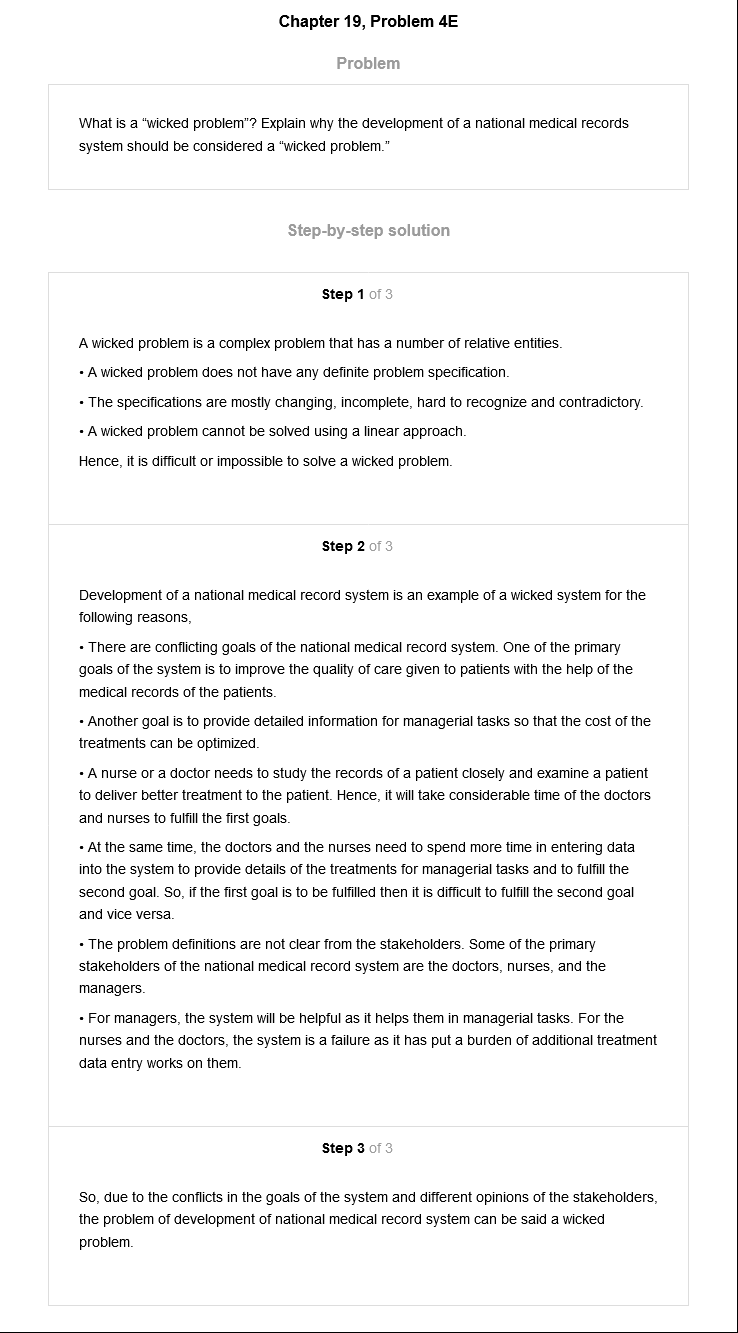 Chapter 19, Problem 4E
Problem
What is a “wicked problem”? Explain why the development of a national medical records
system should be considered a “wicked problem.”
Step-by-step solution
Step 1 of 3
A wicked problem is a complex problem that has a number of relative entities.
• A wicked problem does not have any definite problem specification.
• The specifications are mostly changing, incomplete, hard to recognize and contradictory.
• A wicked problem cannot be solved using a linear approach.
Hence, it is difficult or impossible to solve a wicked problem.
Step 2 of 3
Development of a national medical record system is an example of a wicked system for the
following reasons,
• There are conflicting goals of the national medical record system. One of the primary
goals of the system is to improve the quality of care given to patients with the help of the
medical records of the patients.
• Another goal is to provide detailed information for managerial tasks so that the cost of the
treatments can be optimized.
• A nurse or a doctor needs to study the records of a patient closely and examine a patient
to deliver better treatment to the patient. Hence, it will take considerable time of the doctors
and nurses to fulfill the first goals.
• At the same time, the doctors and the nurses need to spend more time in entering data
into the system to provide details of the treatments for managerial tasks and to fulfill the
second goal. So, if the first goal is to be fulfilled then it is difficult to fulfill the second goal
and vice versa.
• The problem definitions are not clear from the stakeholders. Some of the primary
stakeholders of the national medical record system are the doctors, nurses, and the
managers.
• For managers, the system will be helpful as it helps them in managerial tasks. For the
nurses and the doctors, the system is a failure as it has put a burden of additional treatment
data entry works on them.
Step 3 of 3
So, due to the conflicts in the goals of the system and different opinions of the stakeholders,
the problem of development of national medical record system can be said a wicked
problem.